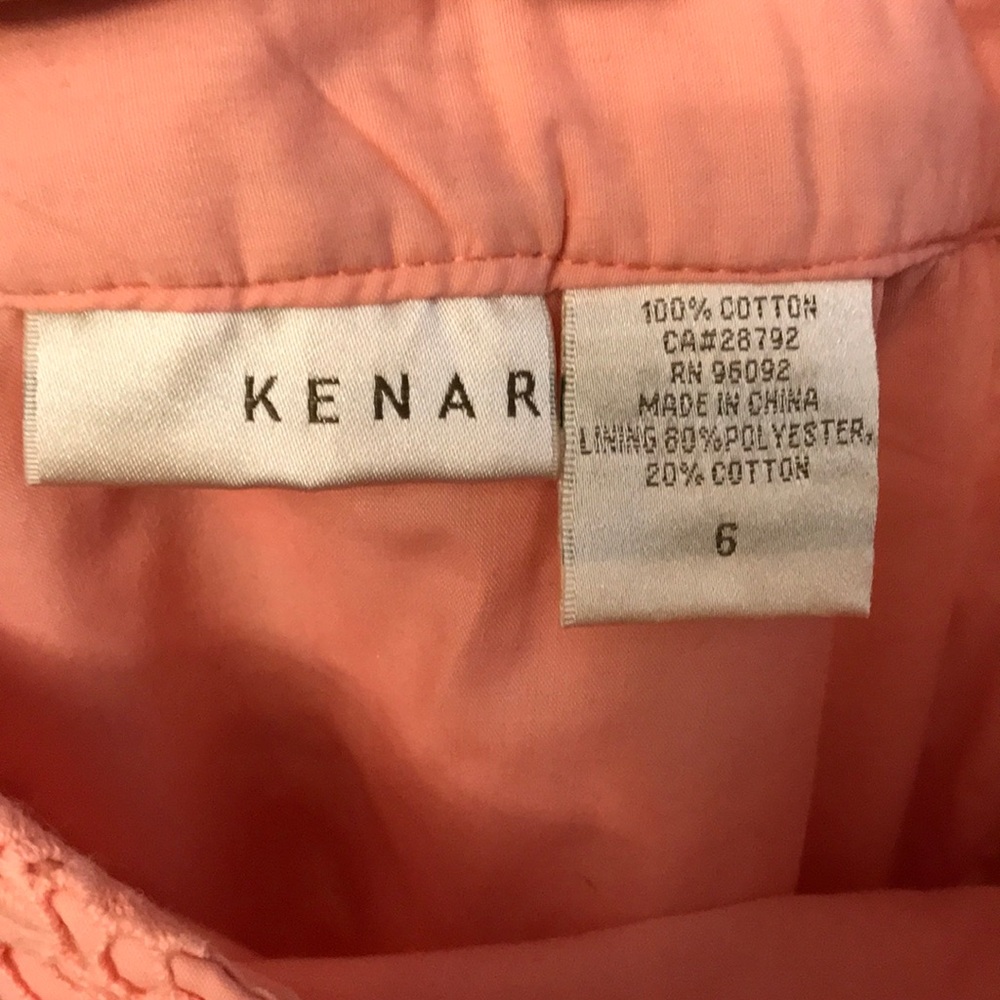 KENAR
100% COTTON
CA#28792
RN 96092
MADE IN CHINA
LINING 80%POLYESTER,
20% COTTON
6